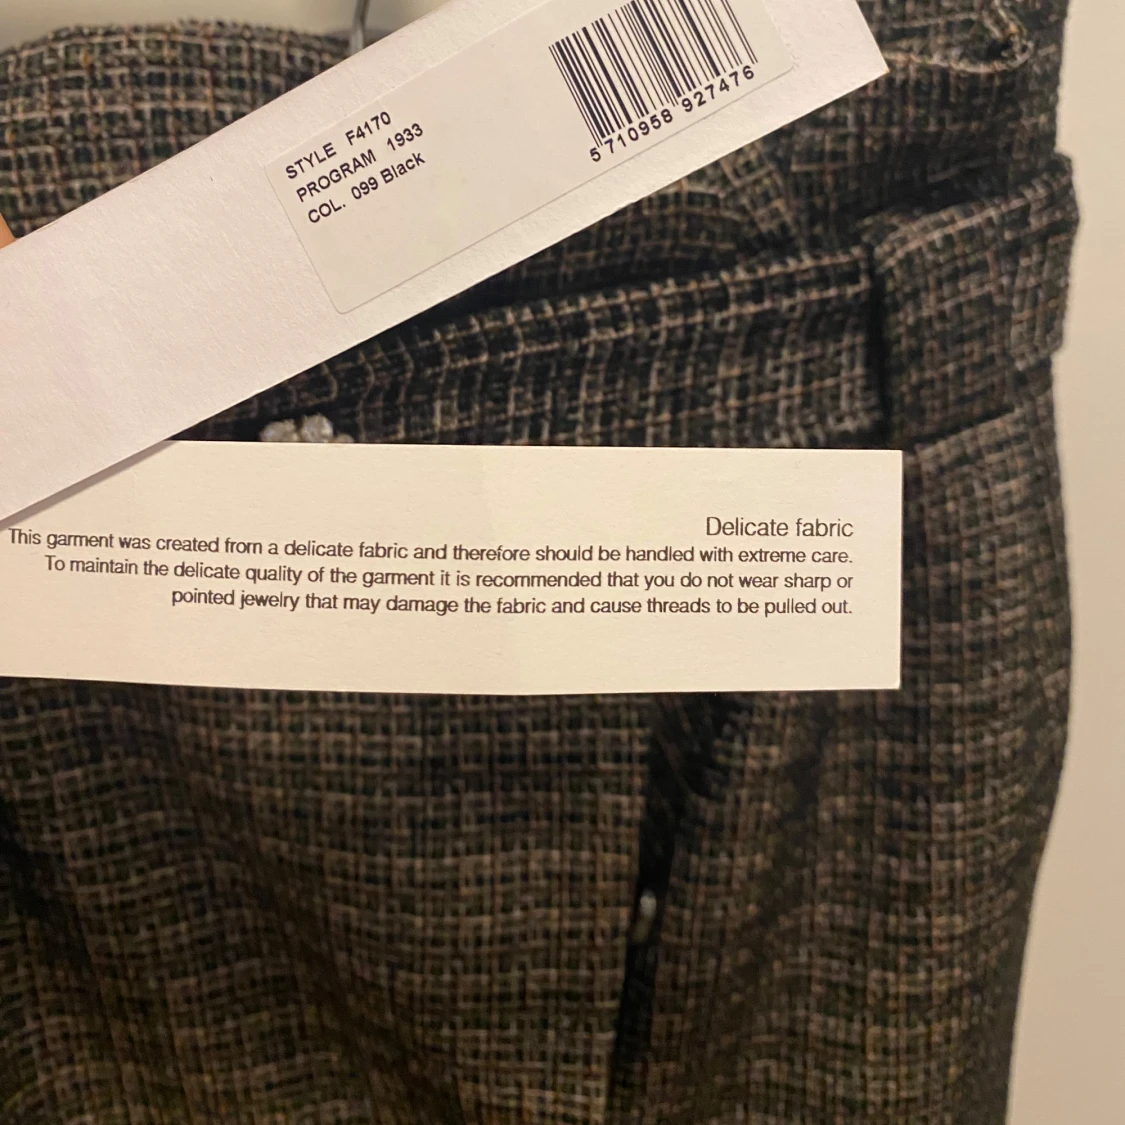 STYLE F4170
PROGRAM 1933
COL. 099 Black
5 710958 927476
Delicate fabric
This garment was created from a delicate fabric and therefore should be handled with extreme care.
To maintain the delicate quality of the garment it is recommended that you do not wear sharp or
pointed jewelry that may damage the fabric and cause threads to be pulled out.